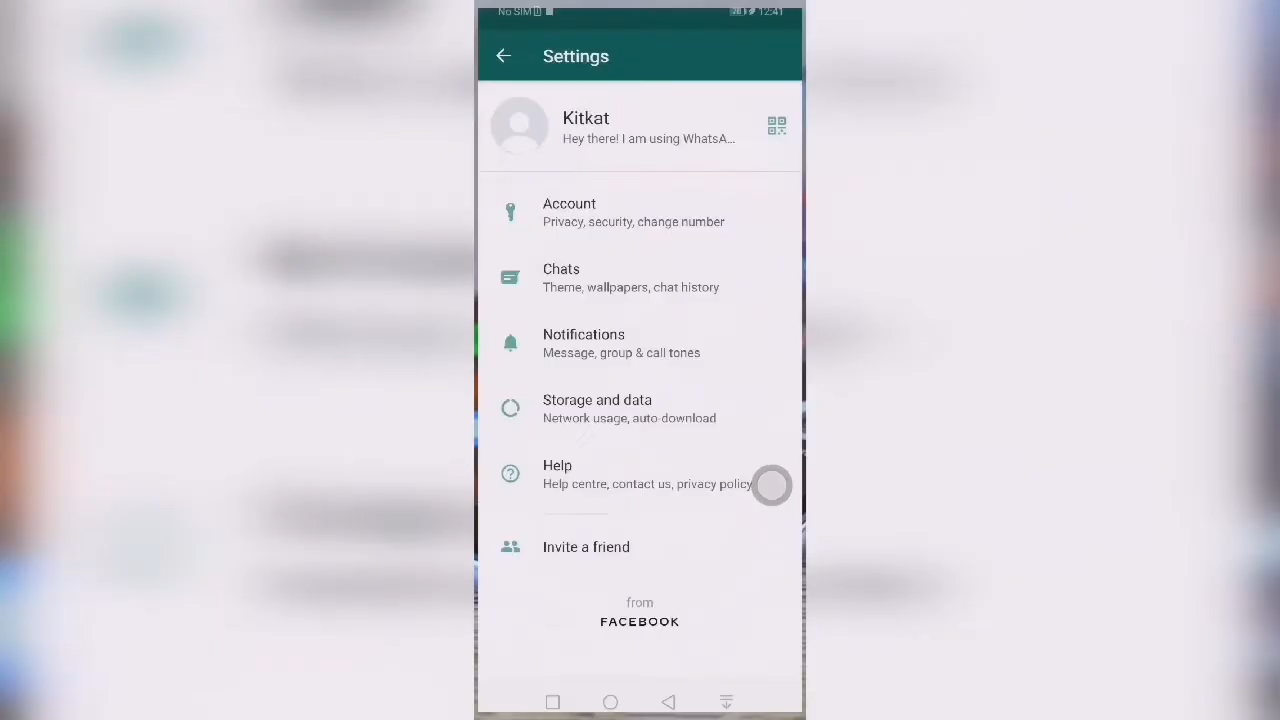 No SIM 12:41
Settings
Kitkat
Hey there! I am using WhatsA...
Account
Privacy, security, change number
Chats
Theme, wallpapers, chat history
Notifications
Message, group & call tones
Storage and data
Network usage, auto-download
Help
Help centre, contact us, privacy policy
Invite a friend
from
FACEBOOK